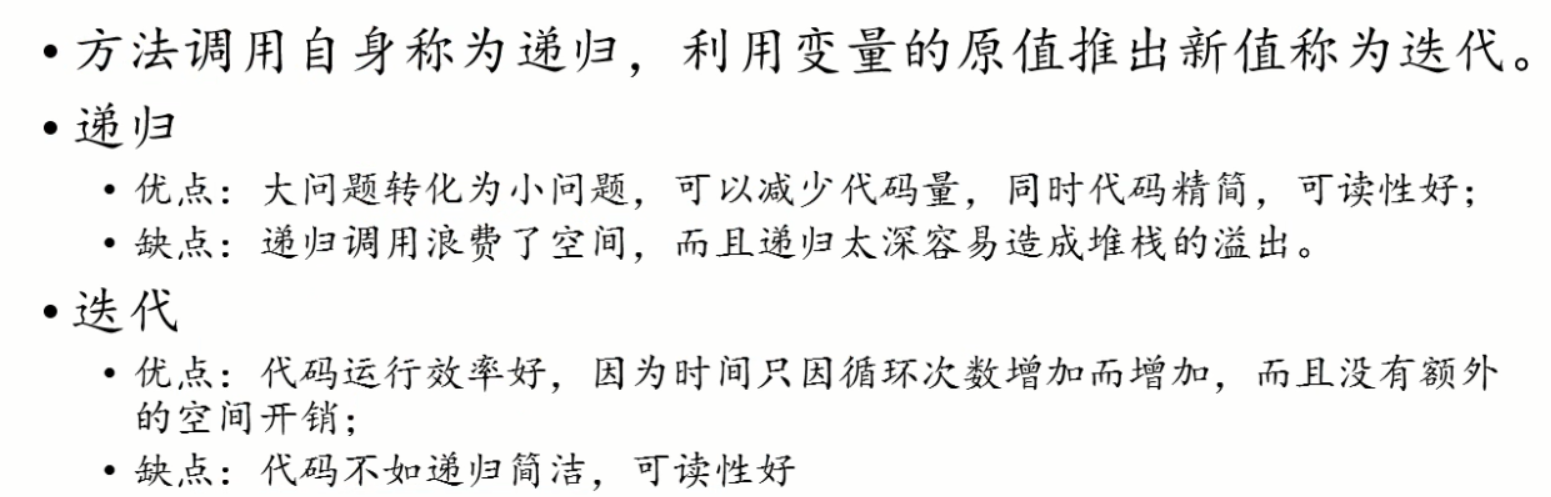 • 方法调用自身称为递归，利用变量的原值推出新值称为迭代。
• 递归
• 优点：大问题转化为小问题，可以减少代码量，同时代码精简，可读性好；
• 缺点：递归调用浪费了空间，而且递归太深容易造成堆栈的溢出。
• 迭代
• 优点：代码运行效率好，因为时间只因循环次数增加而增加，而且没有额外
的空间开销；
• 缺点：代码不如递归简洁，可读性好